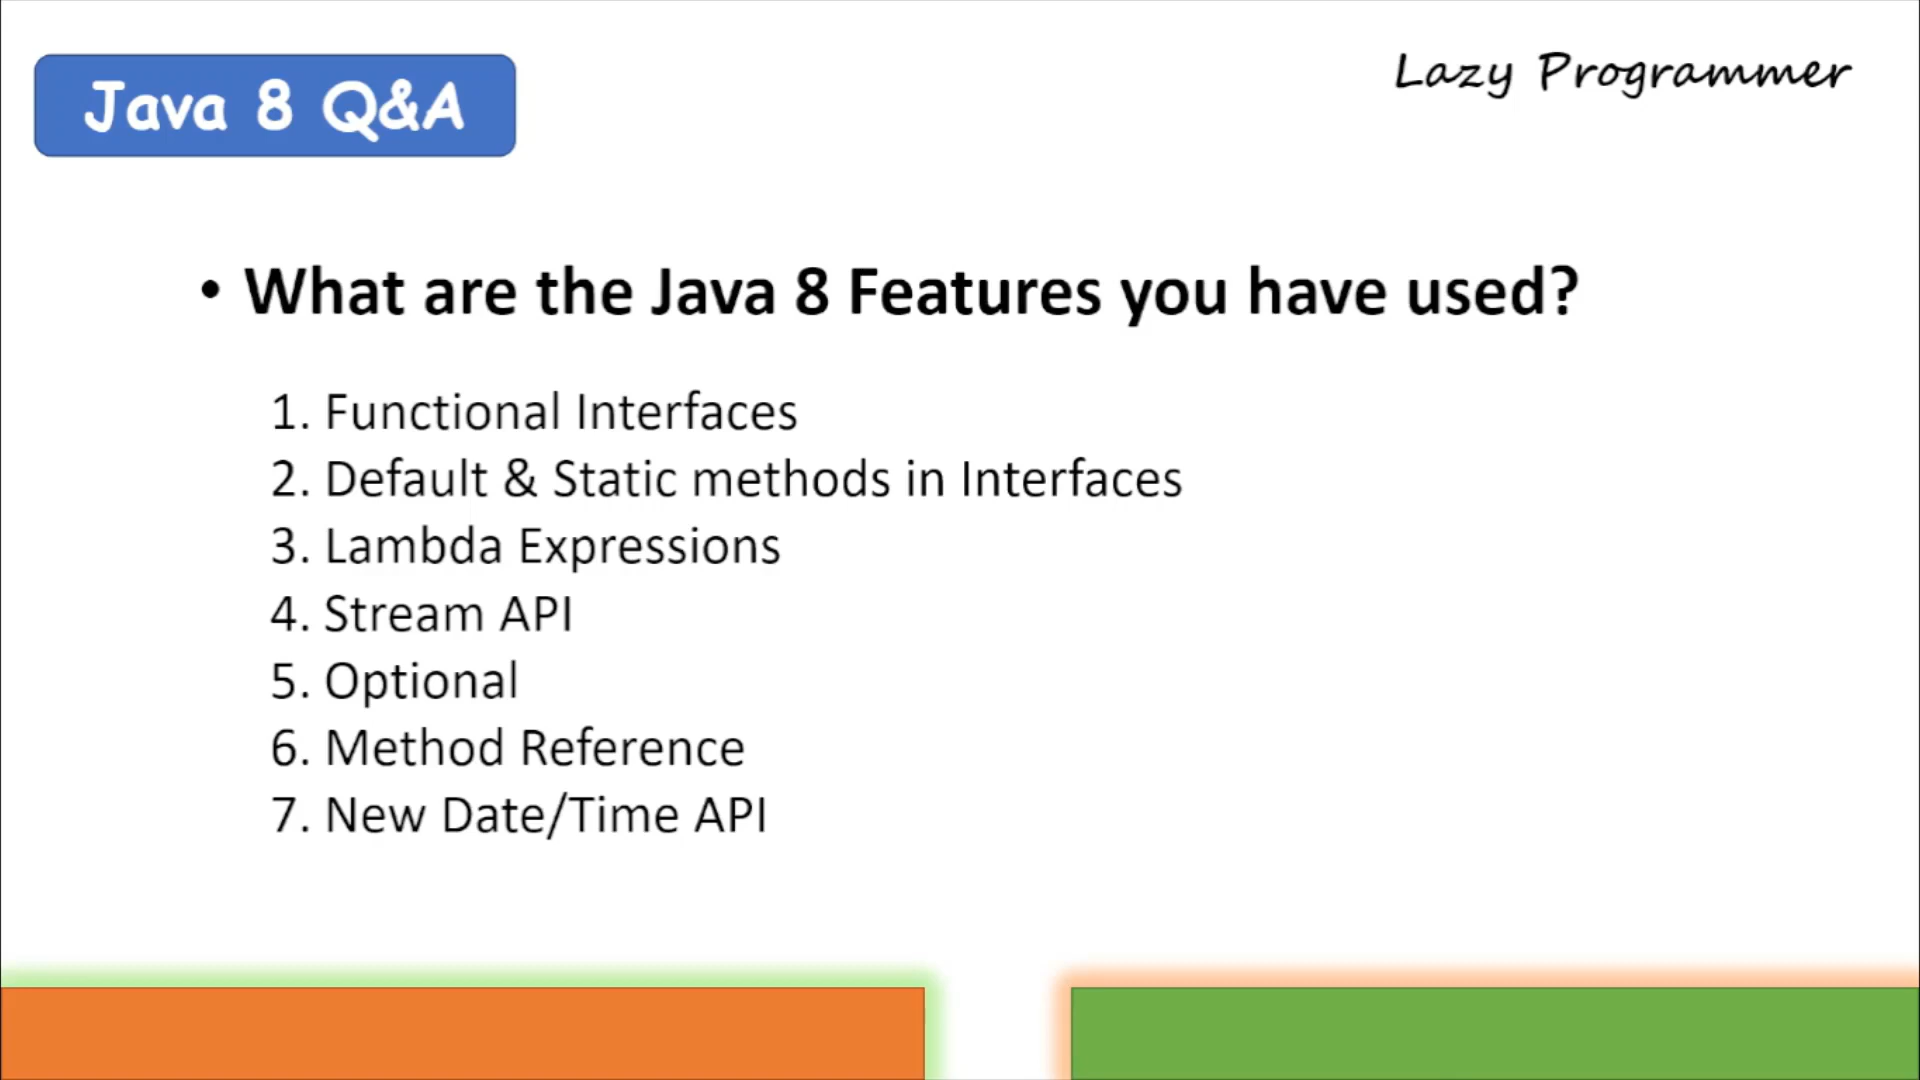 Java 8 Q&A
Lazy Programmer
• What are the Java 8 Features you have used?
1. Functional Interfaces
2. Default & Static methods in Interfaces
3. Lambda Expressions
4. Stream API
5. Optional
6. Method Reference
7. New Date/Time API